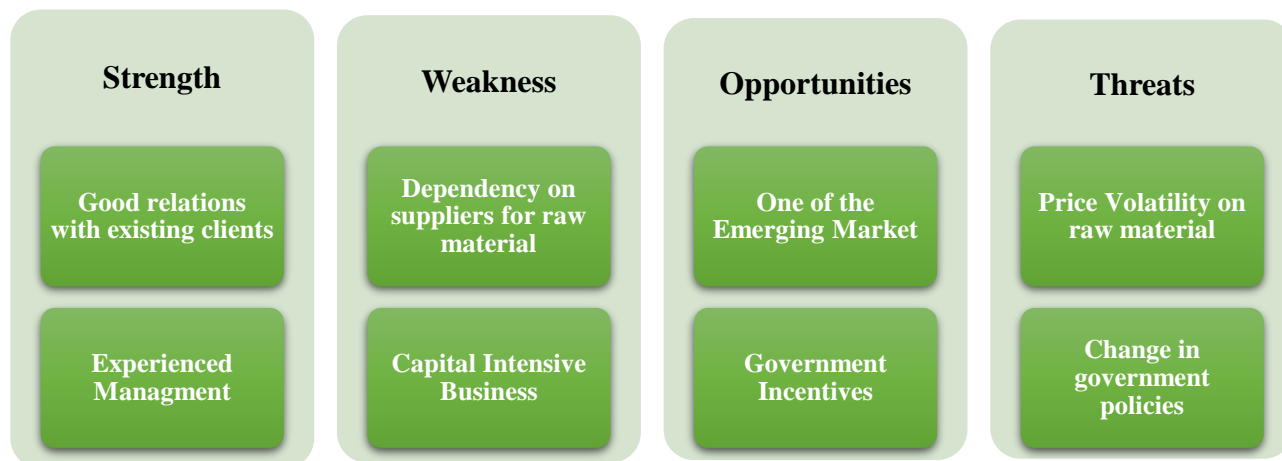 Strength
Good relations
with existing clients
Experienced
Managment
Weakness
Dependency on
suppliers for raw
material
Capital Intensive
Business
Opportunities
One of the
Emerging Market
Government
Incentives
Threats
Price Volatility on
raw material
Change in
government
policies